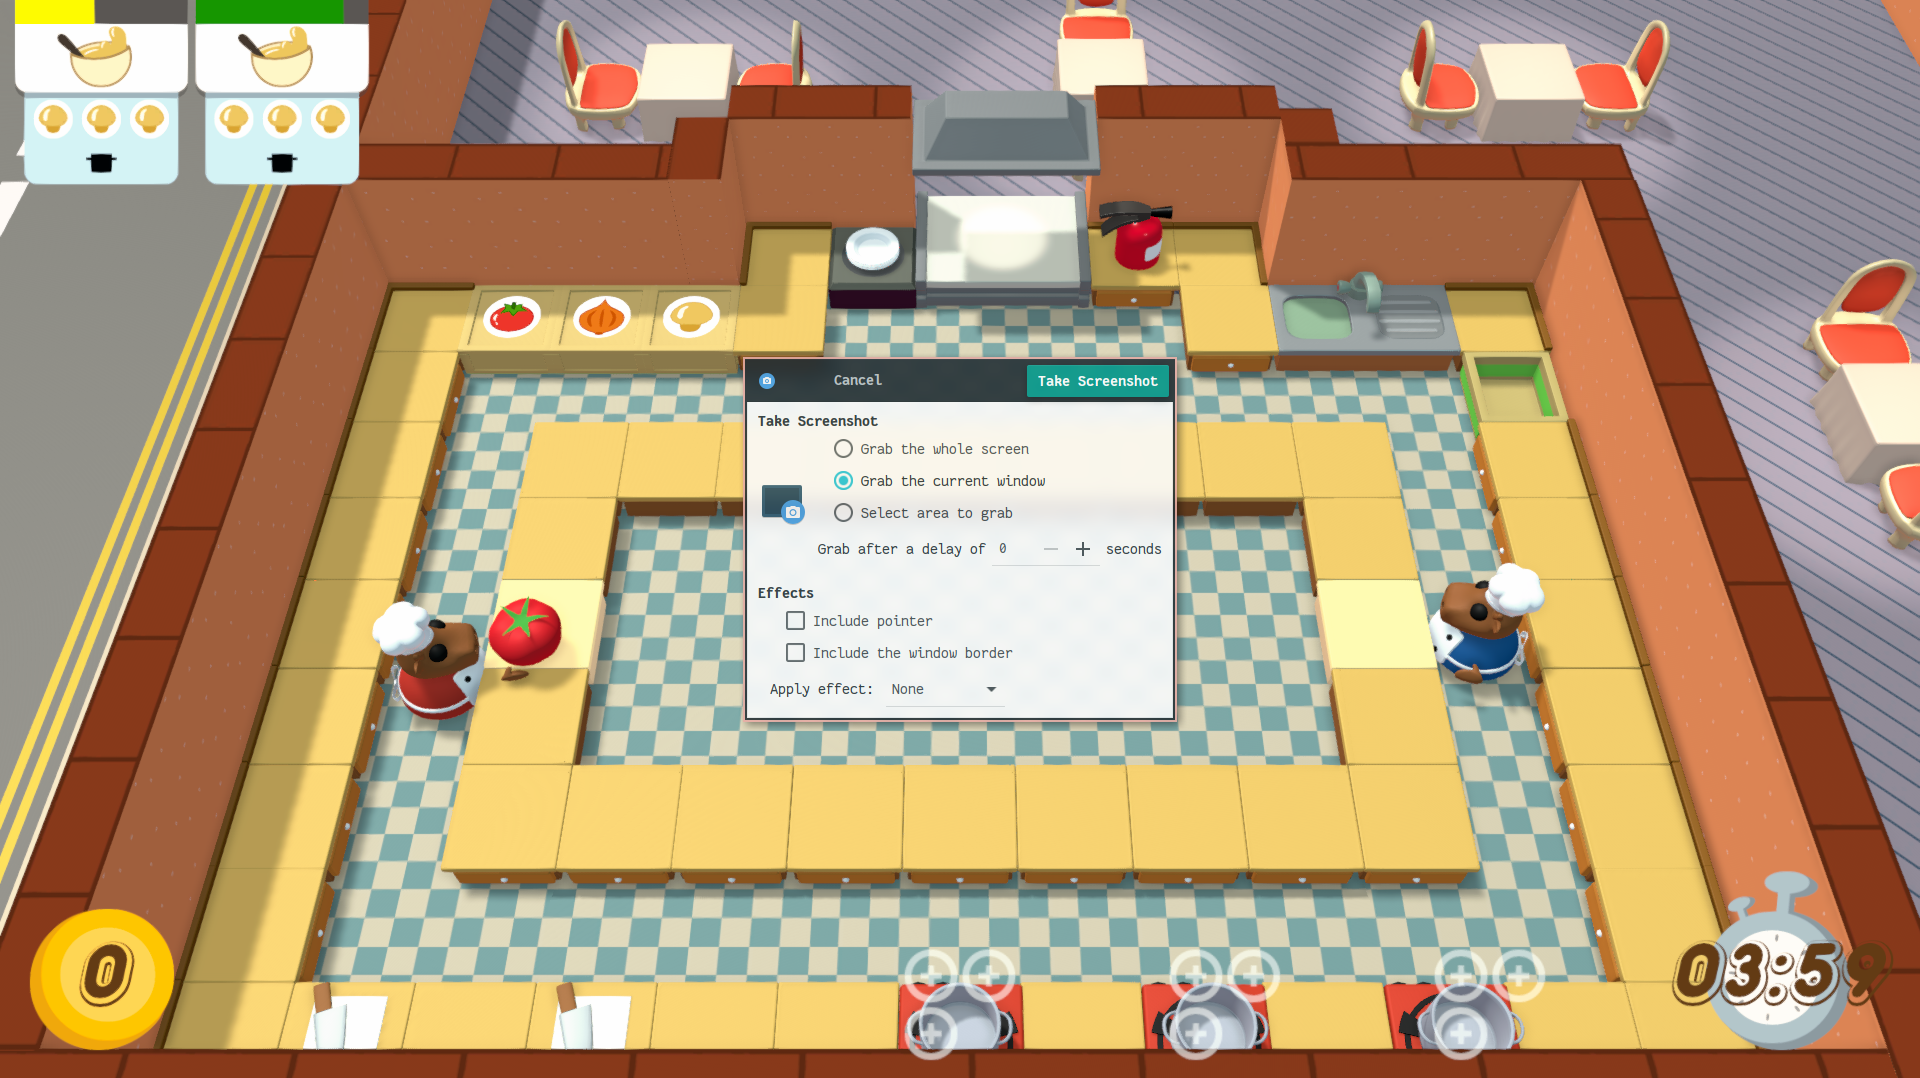 Cancel
Take Screenshot
Take Screenshot
Grab the whole screen
Grab the current window
Select area to grab
Grab after a delay of 0 seconds
Effects
Include pointer
Include the window border
Apply effect: None
0
03:59